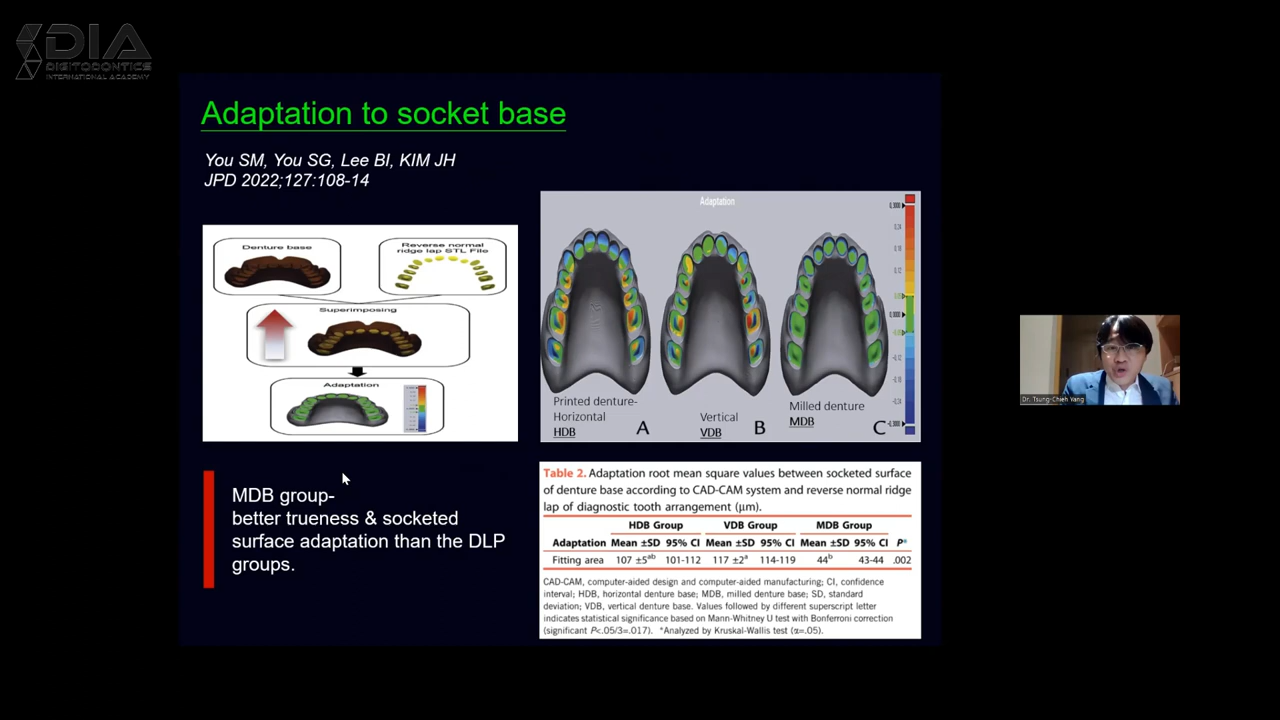 DIA
DIGITODONTICS
INTERNATIONAL ACADEMY
Adaptation to socket base
You SM, You SG, Lee BI, KIM JH
JPD 2022;127:108-14
Denture base
Reverse normal
ridge lap STL File
Superimposing
Adaptation
Adaptation
Printed denture-
Horizontal
HDB
A
Vertical
VDB
B
Milled denture
MDB
C
MDB group-
better trueness & socketed
surface adaptation than the DLP
groups.
Table 2. Adaptation root mean square values between socketed surface
of denture base according to CAD-CAM system and reverse normal ridge
lap of diagnostic tooth arrangement (μm).
HDB Group VDB Group MDB Group
Adaptation Mean ±SD 95% CI Mean ±SD 95% CI Mean ±SD 95% CI P*
Fitting area 107 ±5ab 101-112 117 ±2a 114-119 44b 43-44 .002
CAD-CAM, computer-aided design and computer-aided manufacturing; CI, confidence
interval; HDB, horizontal denture base; MDB, milled denture base; SD, standard
deviation; VDB, vertical denture base. Values followed by different superscript letter
indicates statistical significance based on Mann-Whitney U test with Bonferroni correction
(significant P<.05/3=.017). *Analyzed by Kruskal-Wallis test (α=.05).
Dr. Tsung-Chieh Yang